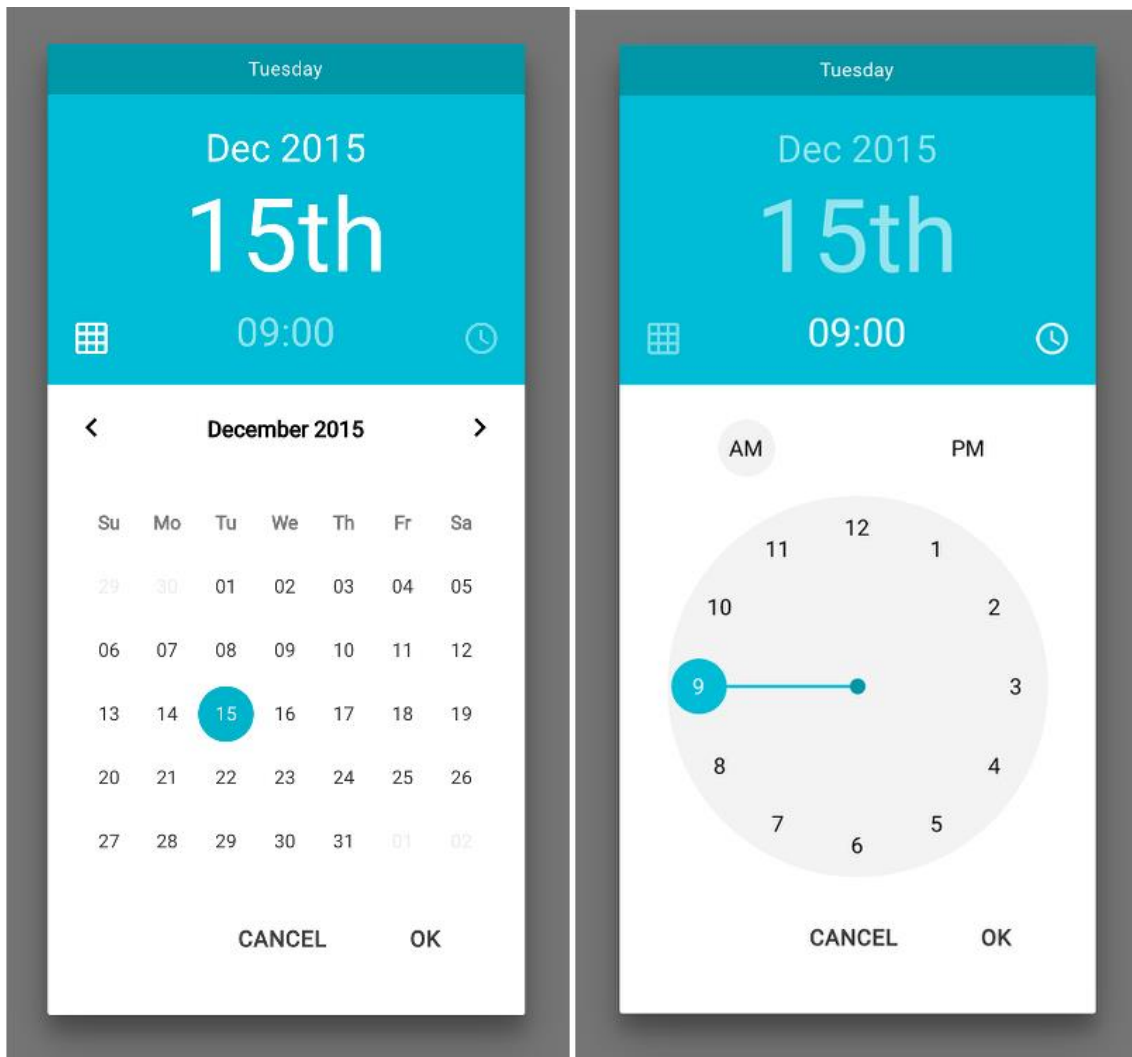 Tuesday
Dec 2015
15th
09:00
December 2015
Su Mo Tu We Th Fr Sa
29 30 01 02 03 04 05
06 07 08 09 10 11 12
13 14 15 16 17 18 19
20 21 22 23 24 25 26
27 28 29 30 31 01 02
CANCEL OK
Tuesday
Dec 2015
15th
09:00
AM PM
12
11 1
10 2
9 3
8 4
7 5
6
CANCEL OK